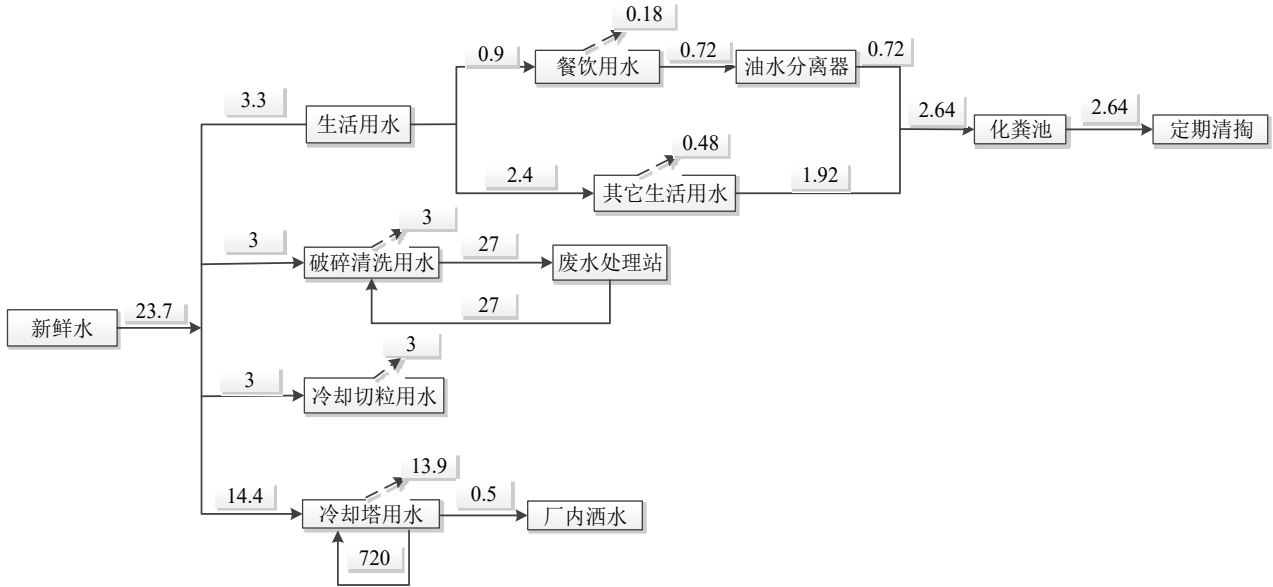 0.18
0.9
餐饮用水
0.72
油水分离器
0.72
3.3
生活用水
2.64
化粪池
2.64
定期清掏
0.48
2.4
其它生活用水
1.92
3
3
破碎清洗用水
27
废水处理站
27
新鲜水
23.7
3
3
冷却切粒用水
13.9
14.4
冷却塔用水
0.5
厂内洒水
720